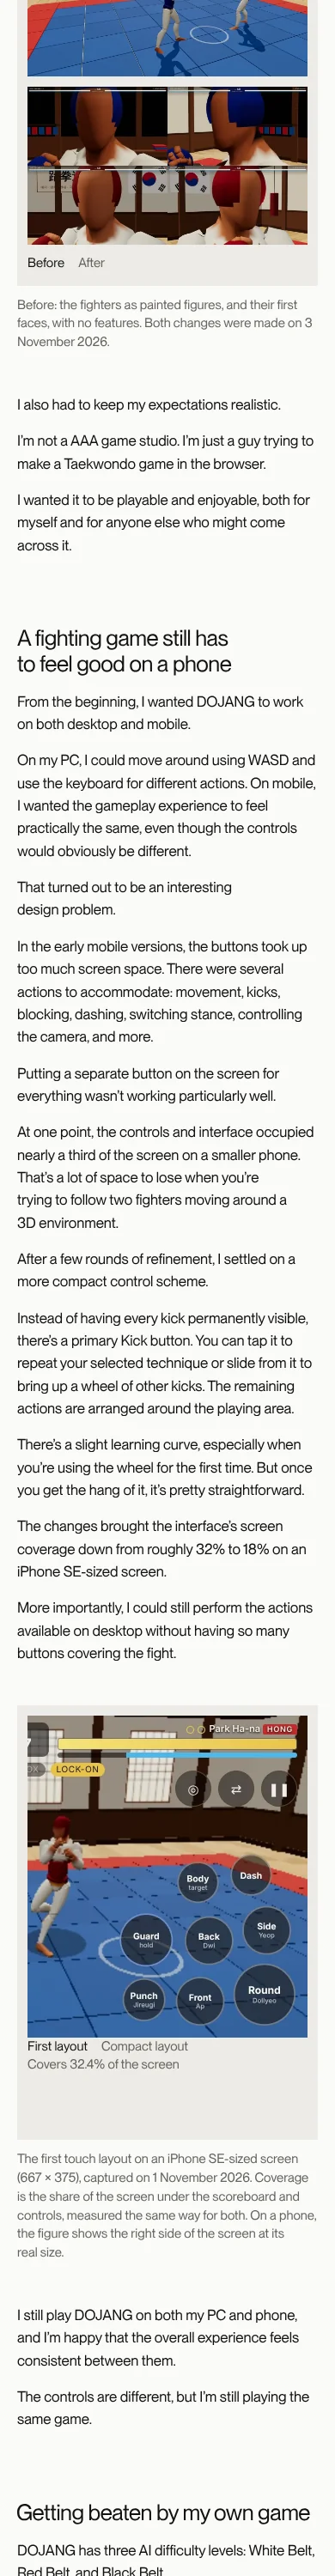 Before After
Before: the fighters as painted figures, and their first
faces, with no features. Both changes were made on 3
November 2026.
I also had to keep my expectations realistic.
I'm not a AAA game studio. I'm just a guy trying to
make a Taekwondo game in the browser.
I wanted it to be playable and enjoyable, both for
myself and for anyone else who might come
across it.
A fighting game still has
to feel good on a phone
From the beginning, I wanted DOJANG to work
on both desktop and mobile.
On my PC, I could move around using WASD and
use the keyboard for different actions. On mobile,
I wanted the gameplay experience to feel
practically the same, even though the controls
would obviously be different.
That turned out to be an interesting
design problem.
In the early mobile versions, the buttons took up
too much screen space. There were several
actions to accommodate: movement, kicks,
blocking, dashing, switching stance, controlling
the camera, and more.
Putting a separate button on the screen for
everything wasn't working particularly well.
At one point, the controls and interface occupied
nearly a third of the screen on a smaller phone.
That's a lot of space to lose when you're
trying to follow two fighters moving around a
3D environment.
After a few rounds of refinement, I settled on a
more compact control scheme.
Instead of having every kick permanently visible,
there's a primary Kick button. You can tap it to
repeat your selected technique or slide from it to
bring up a wheel of other kicks. The remaining
actions are arranged around the playing area.
There's a slight learning curve, especially when
you're using the wheel for the first time. But once
you get the hang of it, it's pretty straightforward.
The changes brought the interface's screen
coverage down from roughly 32% to 18% on an
iPhone SE-sized screen.
More importantly, I could still perform the actions
available on desktop without having so many
buttons covering the fight.
Park Ha-na HONG
LOCK-ON
Body
target
Dash
Guard
hold
Back
Dwi
Side
Yeop
Punch
Jireugi
Front
Ap
Round
Dollyeo
First layout Compact layout
Covers 32.4% of the screen
The first touch layout on an iPhone SE-sized screen
(667 × 375), captured on 1 November 2026. Coverage
is the share of the screen under the scoreboard and
controls, measured the same way for both. On a phone,
the figure shows the right side of the screen at its
real size.
I still play DOJANG on both my PC and phone,
and I'm happy that the overall experience feels
consistent between them.
The controls are different, but I'm still playing the
same game.
Getting beaten by my own game
DOJANG has three AI difficulty levels: White Belt,
Red Belt, and Black Belt.